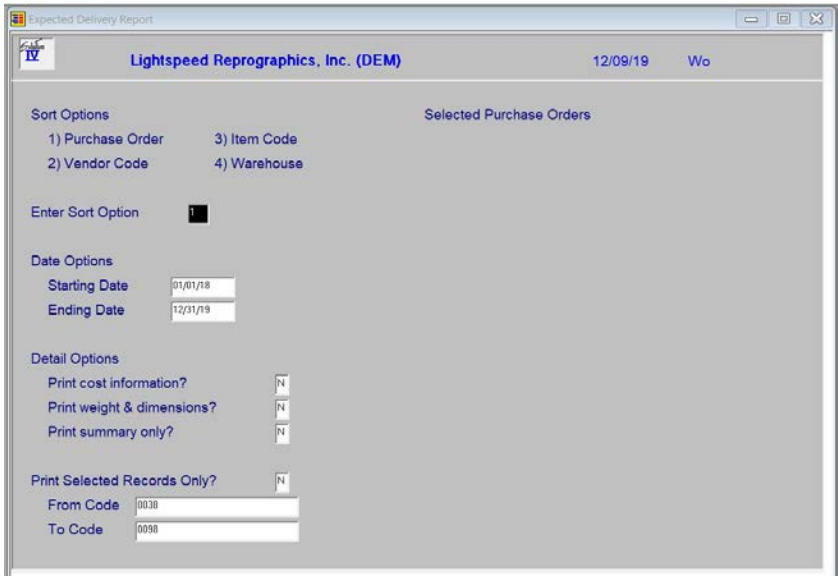 Expected Delivery Report
IV
Lightspeed Reprographics, Inc. (DEM) 12/09/19 Wo
Sort Options Selected Purchase Orders
1) Purchase Order 3) Item Code
2) Vendor Code 4) Warehouse
Enter Sort Option 1
Date Options
Starting Date 01/01/18
Ending Date 12/31/19
Detail Options
Print cost information? N
Print weight & dimensions? N
Print summary only? N
Print Selected Records Only? N
From Code 0038
To Code 0098